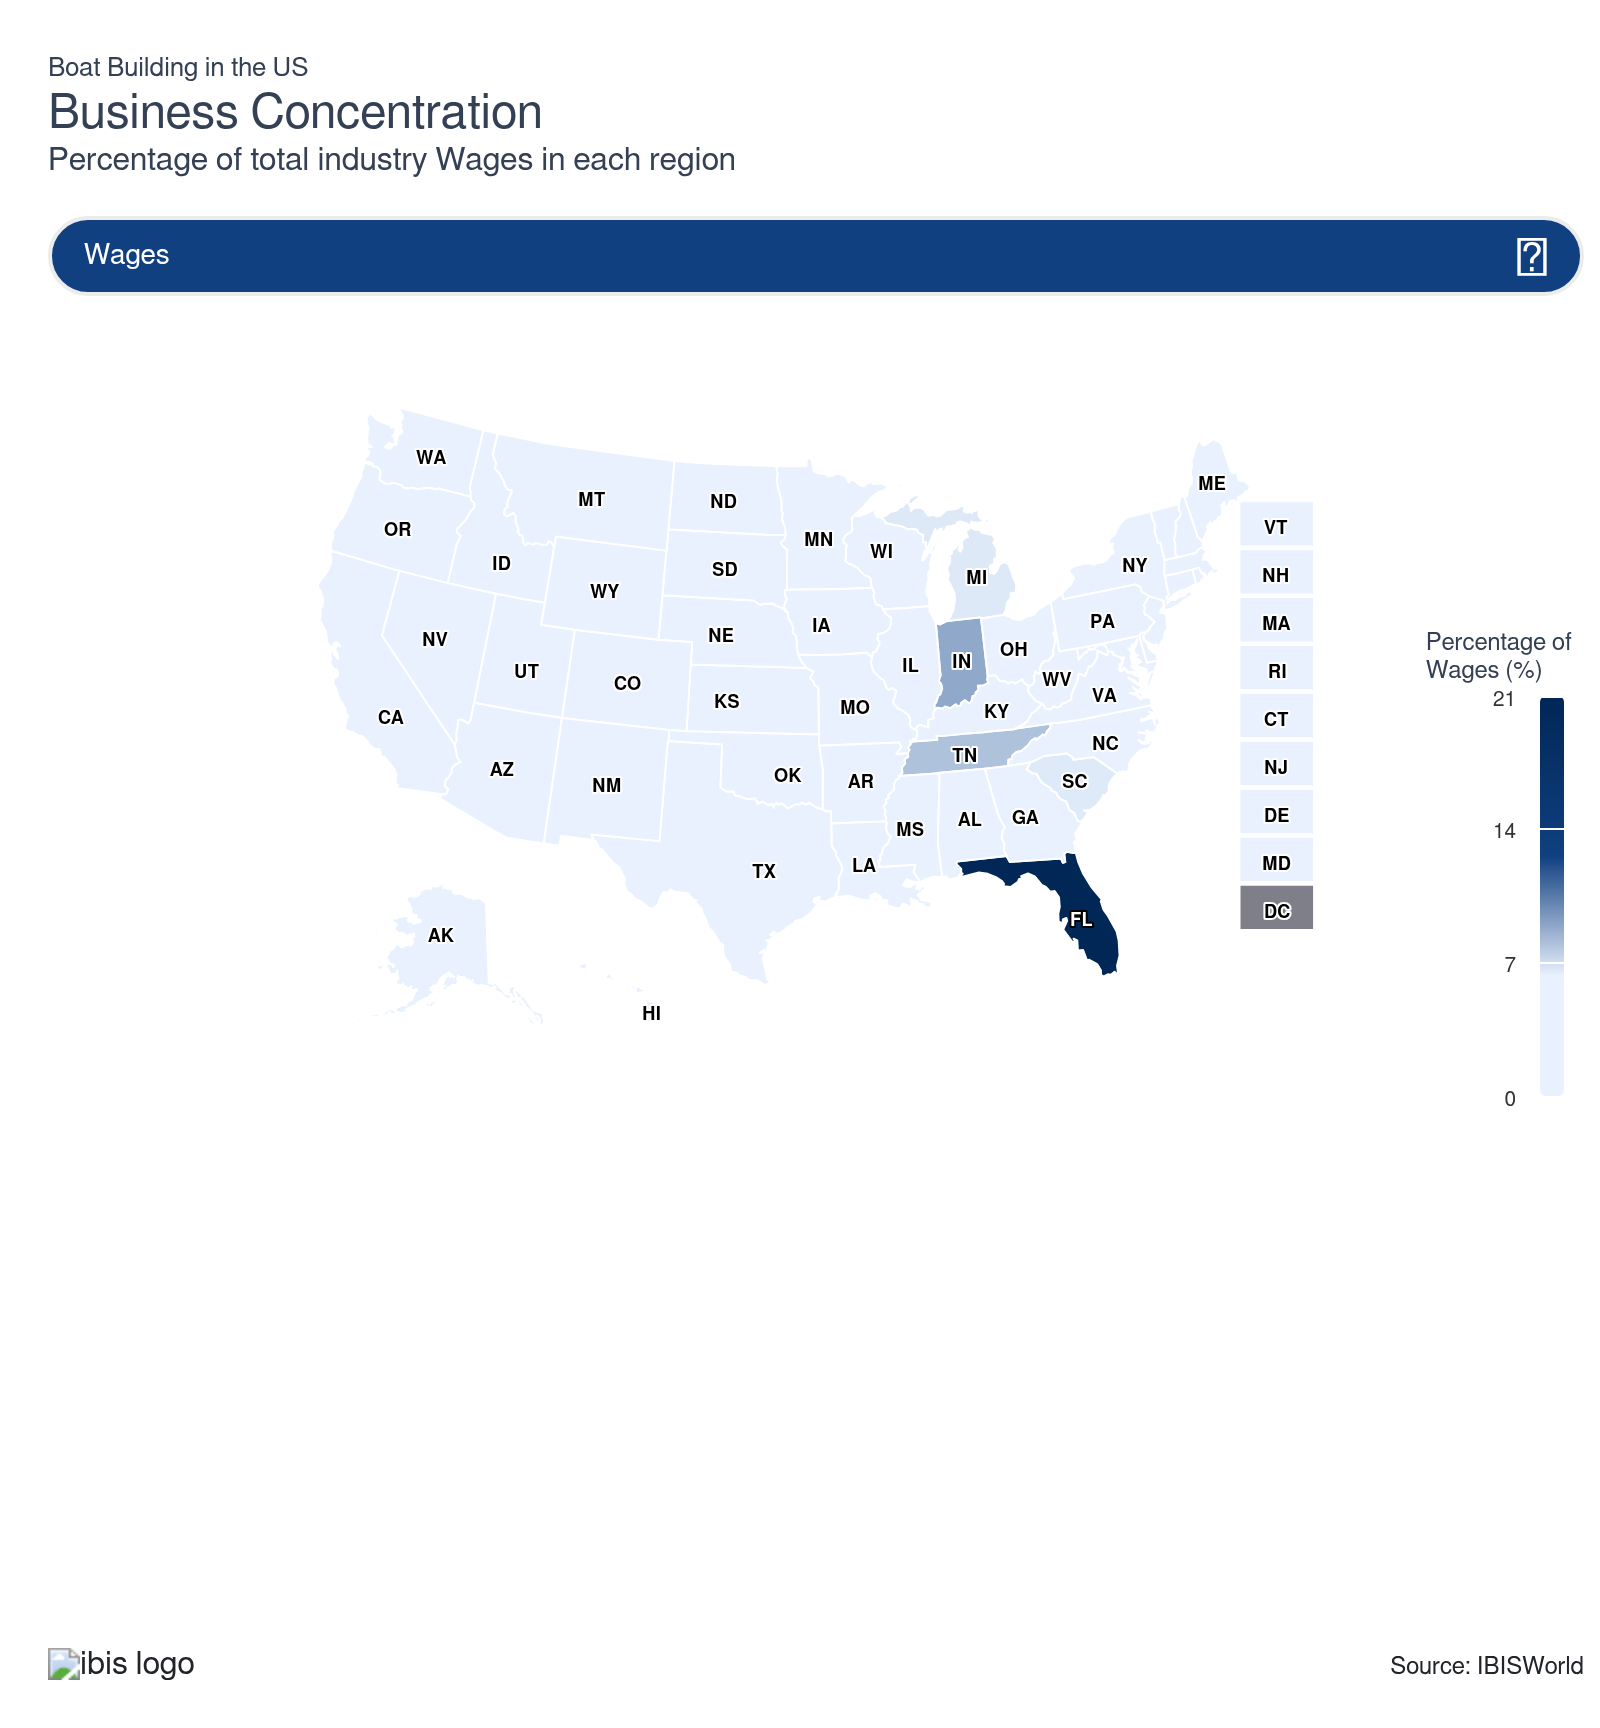 Boat Building in the US
Business Concentration
Percentage of total industry Wages in each region
Wages
WA
MT
ND
MN
WI
MI
ME
OR
ID
WY
SD
NY
VT
NH
MA
RI
CT
NJ
DE
MD
DC
NV
UT
CO
NE
IA
IL
IN
OH
PA
WV
VA
CA
AZ
NM
KS
MO
KY
NC
OK
AR
TN
SC
TX
LA
MS
AL
GA
FL
AK
HI
Percentage of
Wages (%)
21
14
7
0
ibis logo
Source: IBISWorld